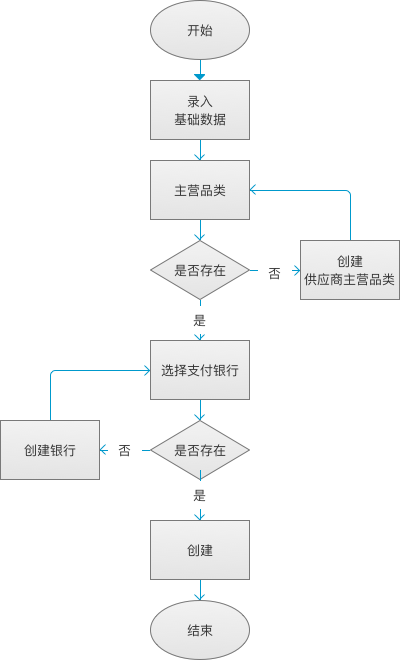 开始
录入
基础数据
主营品类
是否存在
否
创建
供应商主营品类
是
选择支付银行
创建银行
否
是否存在
是
创建
结束